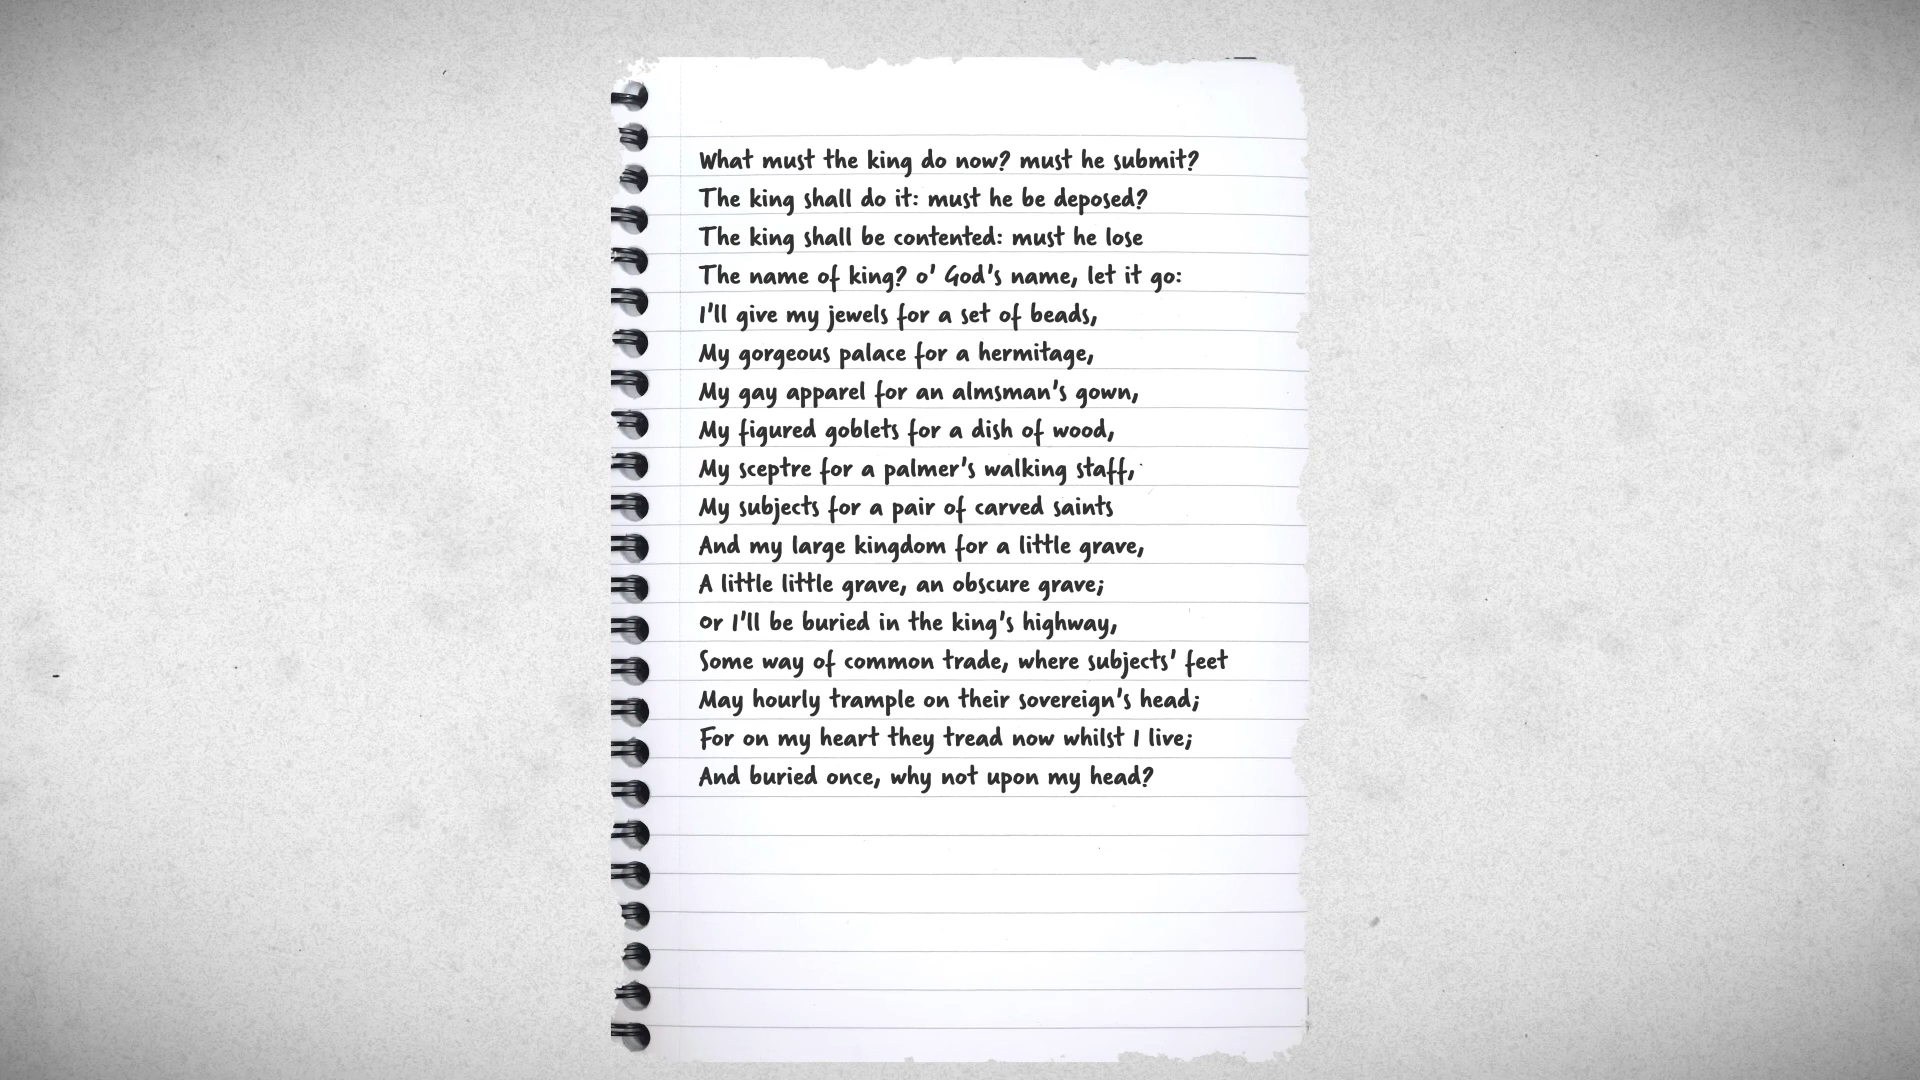 What must the king do now? must he submit?
The king shall do it: must he be deposed?
The king shall be contented: must he lose
The name of king? o' God's name, let it go:
I'll give my jewels for a set of beads,
My gorgeous palace for a hermitage,
My gay apparel for an almsman's gown,
My figured goblets for a dish of wood,
My sceptre for a palmer's walking staff,
My subjects for a pair of carved saints
And my large kingdom for a little grave,
A little little grave, an obscure grave;
Or I'll be buried in the king's highway,
Some way of common trade, where subjects' feet
May hourly trample on their sovereign's head;
For on my heart they tread now whilst I live;
And buried once, why not upon my head?